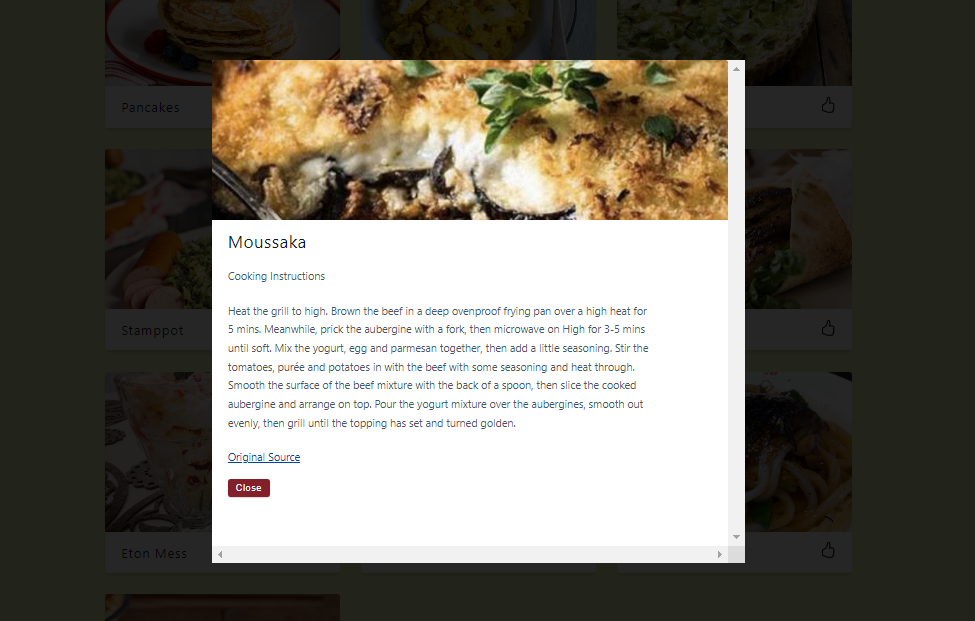 Pancakes
Moussaka
Cooking Instructions
Heat the grill to high. Brown the beef in a deep ovenproof frying pan over a high heat for
5 mins. Meanwhile, prick the aubergine with a fork, then microwave on High for 3-5 mins
until soft. Mix the yogurt, egg and parmesan together, then add a little seasoning. Stir the
tomatoes, purée and potatoes in with the beef with some seasoning and heat through.
Smooth the surface of the beef mixture with the back of a spoon, then slice the cooked
aubergine and arrange on top. Pour the yogurt mixture over the aubergines, smooth out
evenly, then grill until the topping has set and turned golden.
Original Source
Close
Stamppot
Eton Mess